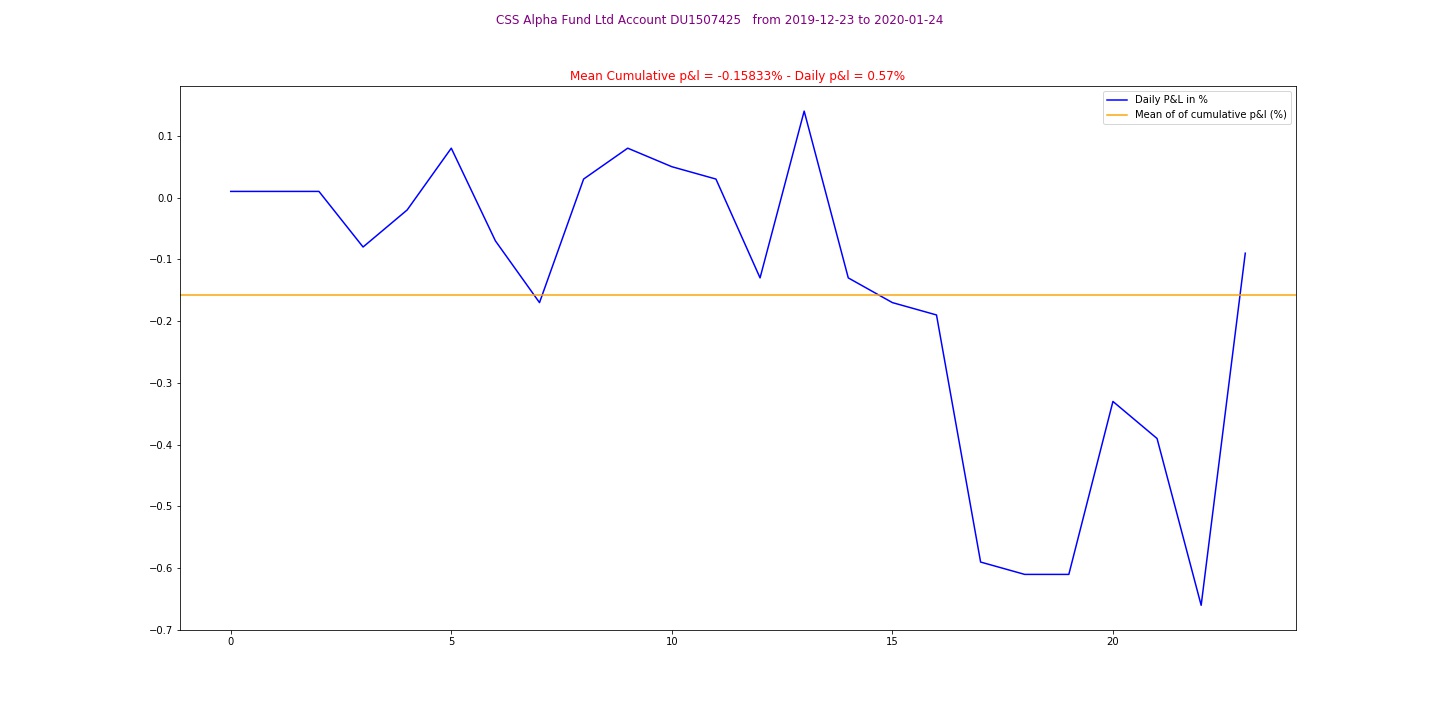 CSS Alpha Fund Ltd Account DU1507425   from 2019-12-23 to 2020-01-24
Mean Cumulative p&l = -0.15833% - Daily p&l = 0.57%
Daily P&L in %
Mean of of cumulative p&l (%)
0.1
0.0
−0.1
−0.2
−0.3
−0.4
−0.5
−0.6
−0.7
0 5 10 15 20